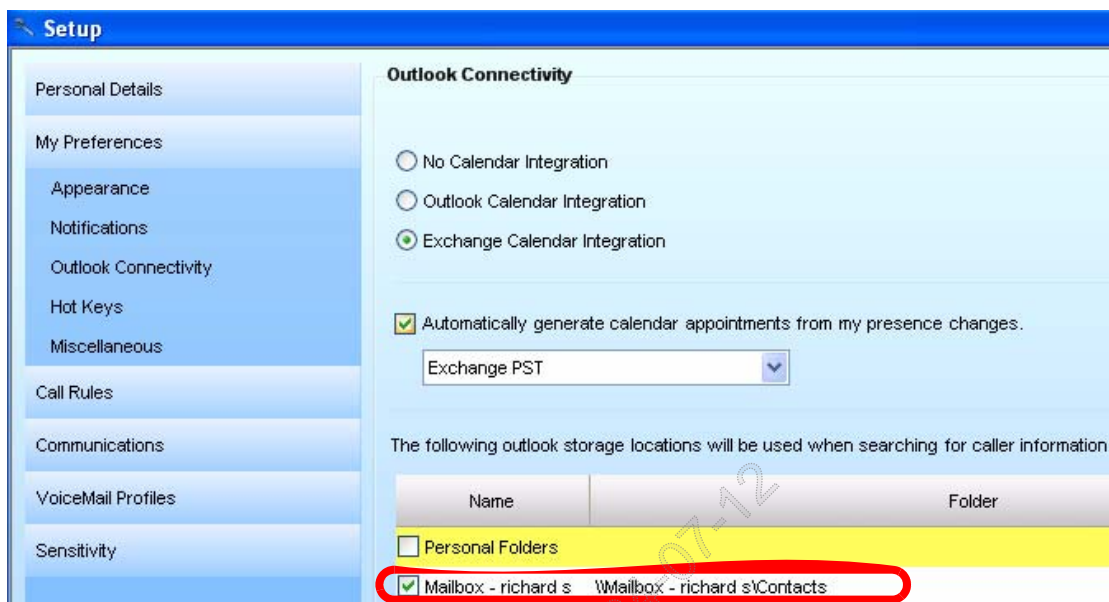 Setup
Personal Details
My Preferences
Appearance
Notifications
Outlook Connectivity
Hot Keys
Miscellaneous
Call Rules
Communications
VoiceMail Profiles
Sensitivity
Outlook Connectivity
No Calendar Integration
Outlook Calendar Integration
Exchange Calendar Integration
Automatically generate calendar appointments from my presence changes.
Exchange PST
The following outlook storage locations will be used when searching for caller information
Name Folder
Personal Folders
Mailbox - richard s \\Mailbox - richard s\Contacts